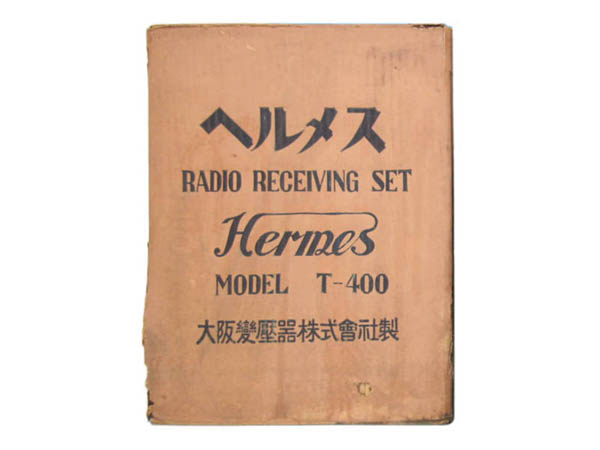 ヘルメス
RADIO RECEIVING SET
Hermes
MODEL T-400
大阪變壓器株式會社製